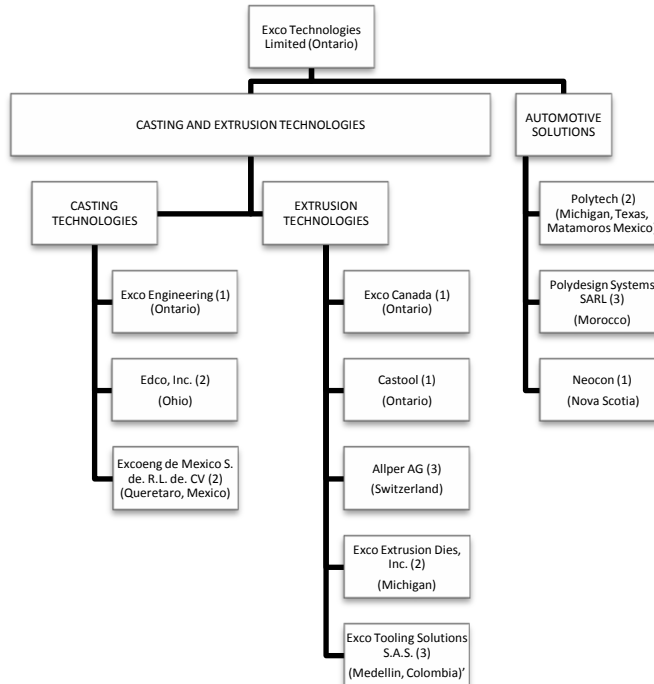 Exco Technologies
Limited (Ontario)
CASTING AND EXTRUSION TECHNOLOGIES
AUTOMOTIVE
SOLUTIONS
CASTING
TECHNOLOGIES
EXTRUSION
TECHNOLOGIES
Polytech (2)
(Michigan, Texas,
Matamoros Mexico,
Exco Engineering (1)
(Ontario)
Exco Canada (1)
(Ontario)
Polydesign Systems
SARL (3)
(Morocco)
Edco, Inc. (2)
(Ohio)
Castool (1)
(Ontario)
Neocon (1)
(Nova Scotia)
Excoeng de Mexico S.
de. R.L. de. CV (2)
(Queretaro, Mexico)
Allper AG (3)
(Switzerland)
Exco Extrusion Dies,
Inc. (2)
(Michigan)
Exco Tooling Solutions
S.A.S. (3)
(Medellin, Colombia)’